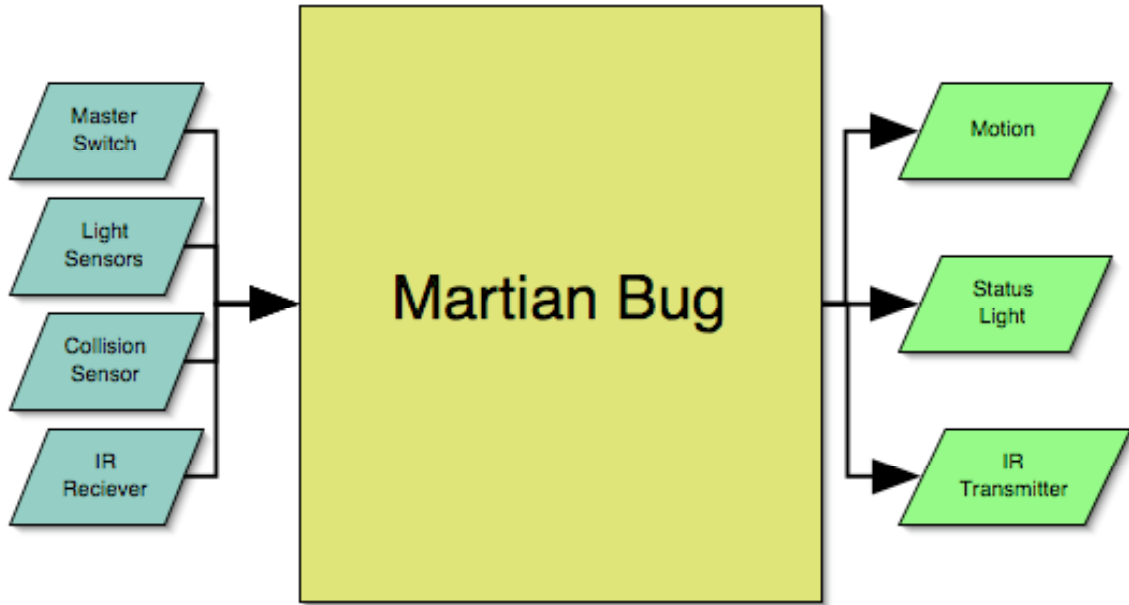 Master
Switch
Light
Sensors
Collision
Sensor
IR
Reciever
Martian Bug
Motion
Status
Light
IR
Transmitter